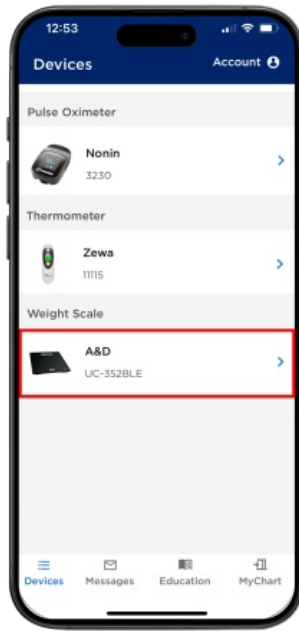 12:53
Devices
Account
Pulse Oximeter
Nonin
3230
Thermometer
Zewa
11115
Weight Scale
A&D
UC-352BLE
Devices
Messages
Education
MyChart